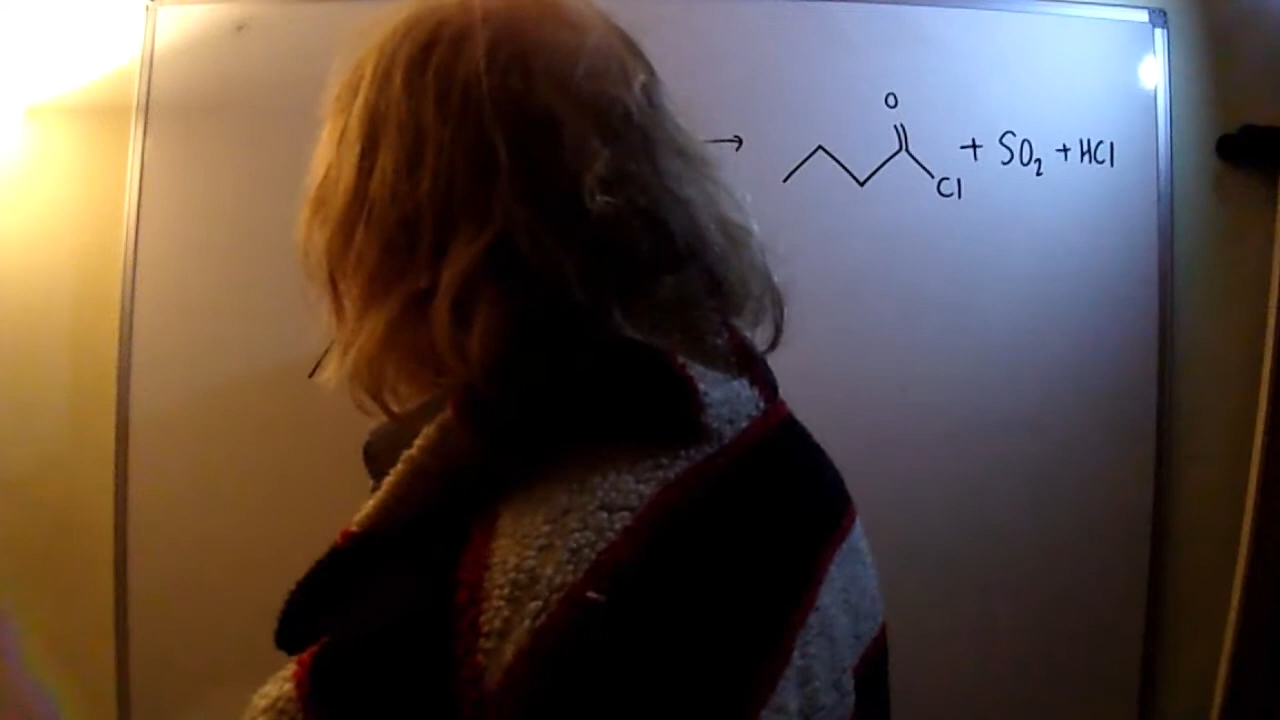 → O Cl + SO₂ + HCl